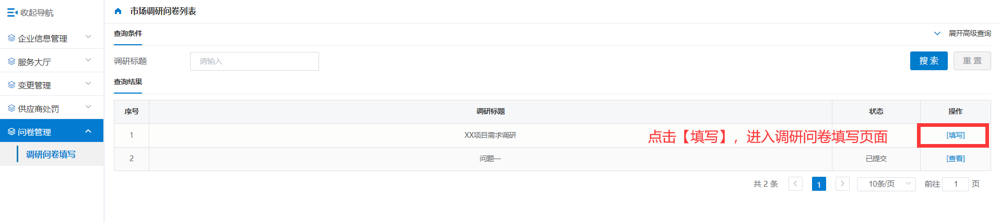 收起导航
企业信息管理
服务大厅
变更管理
供应商处罚
问卷管理
调研问卷填写
市场调研问卷列表
查询条件
展开高级查询
调研标题 请输入 搜 索 重 置
查询结果
序号 调研标题 状态 操作
1 XX项目需求调研 点击【填写】，进入调研问卷填写页面 [填写]
2 问题一 已提交 [查看]
共 2 条 1 10条/页 前往 1 页